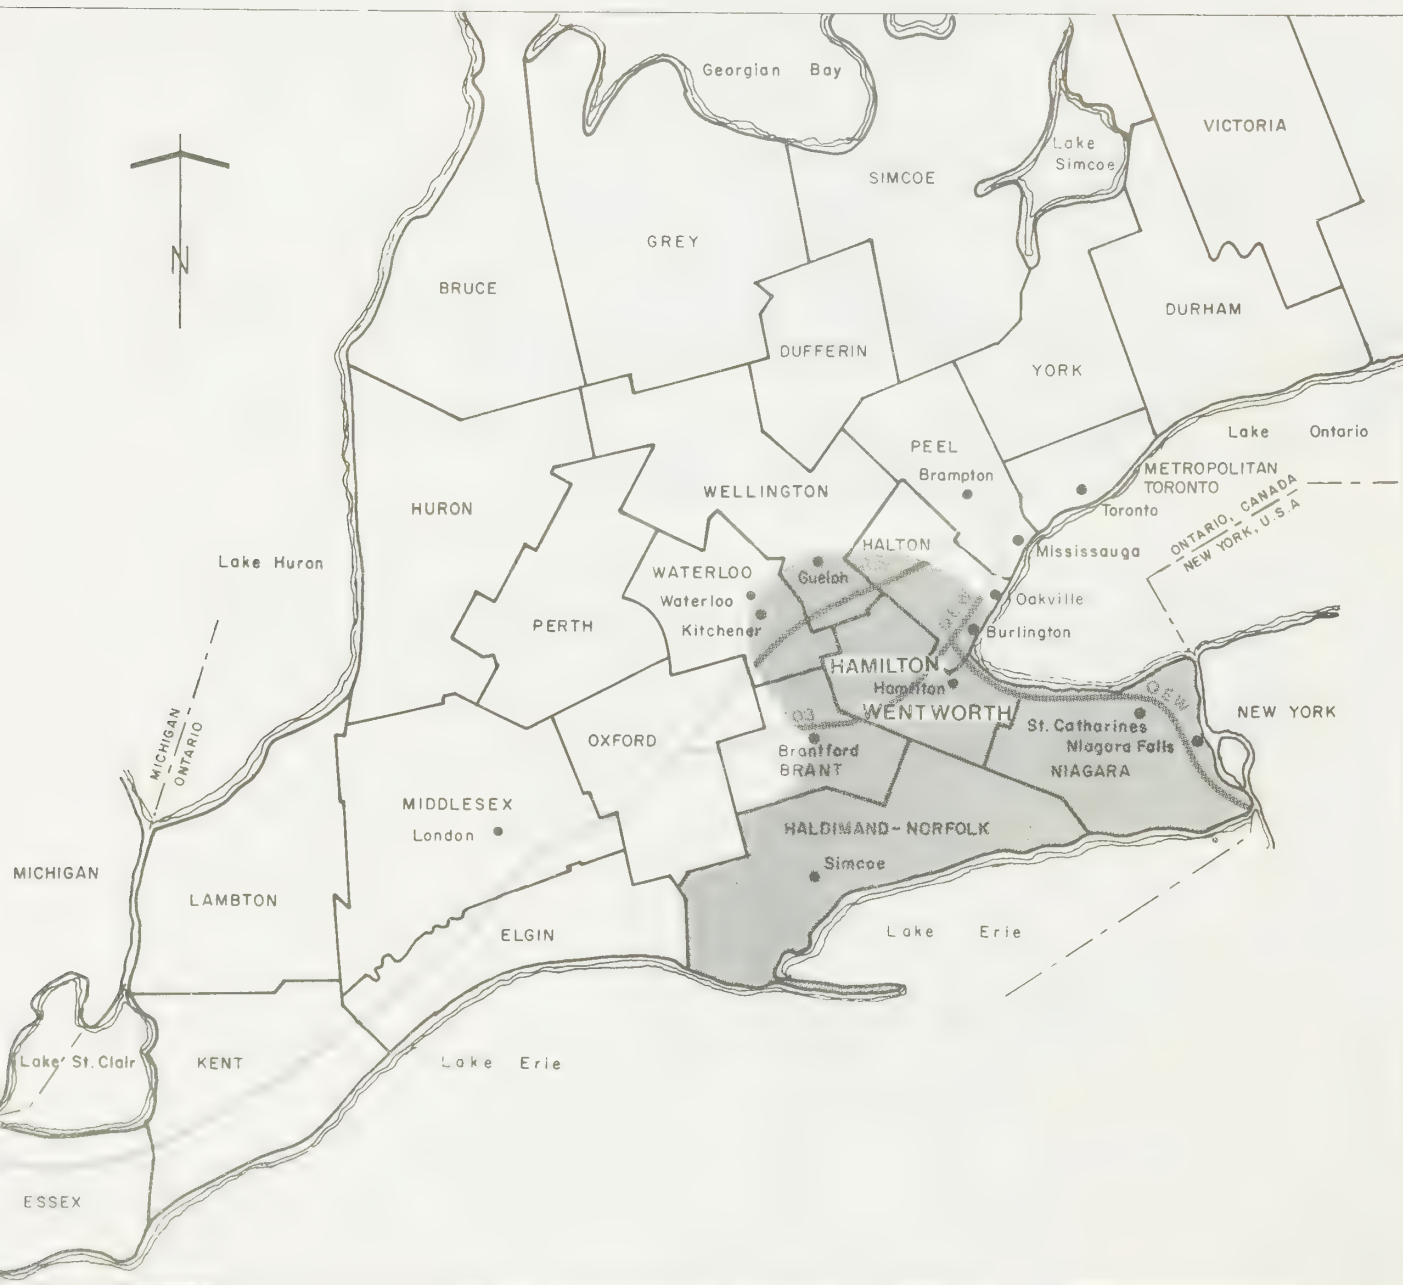 Georgian Bay
VICTORIA
Lake
Simcoe
SIMCOE
GREY
N
BRUCE
DURHAM
DUFFERIN
YORK
Lake Ontario
PEEL
Brampton
METROPOLITAN
TORONTO
Toronto
ONTARIO, CANADA
NEW YORK, U.S.A
WELLINGTON
HURON
HALTON
Mississauga
Lake Huron
WATERLOO
Waterloo
Kitchener
Guelph
Oakville
Q.E.W.
Burlington
PERTH
HAMILTON
Hamilton
WENTWORTH
Q.E.W.
NEW YORK
St. Catharines
Niagara Falls
NIAGARA
MICHIGAN
ONTARIO
OXFORD
Brantford
BRANT
MIDDLESEX
London
HALDIMAND-NORFOLK
Simcoe
MICHIGAN
LAMBTON
ELGIN
Lake Erie
Lake St. Clair
KENT
Lake Erie
ESSEX